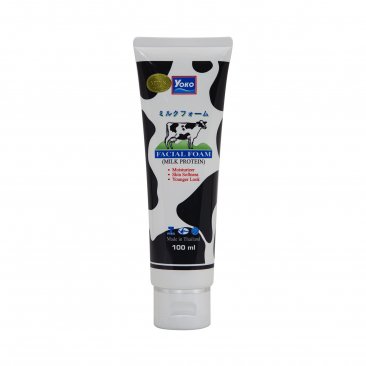 YOKO
ミルクフォーム
FACIAL FOAM
(MILK PROTEIN)
• Moisturizer
• Skin Softness
• Younger Look
Made in Thailand
100 ml